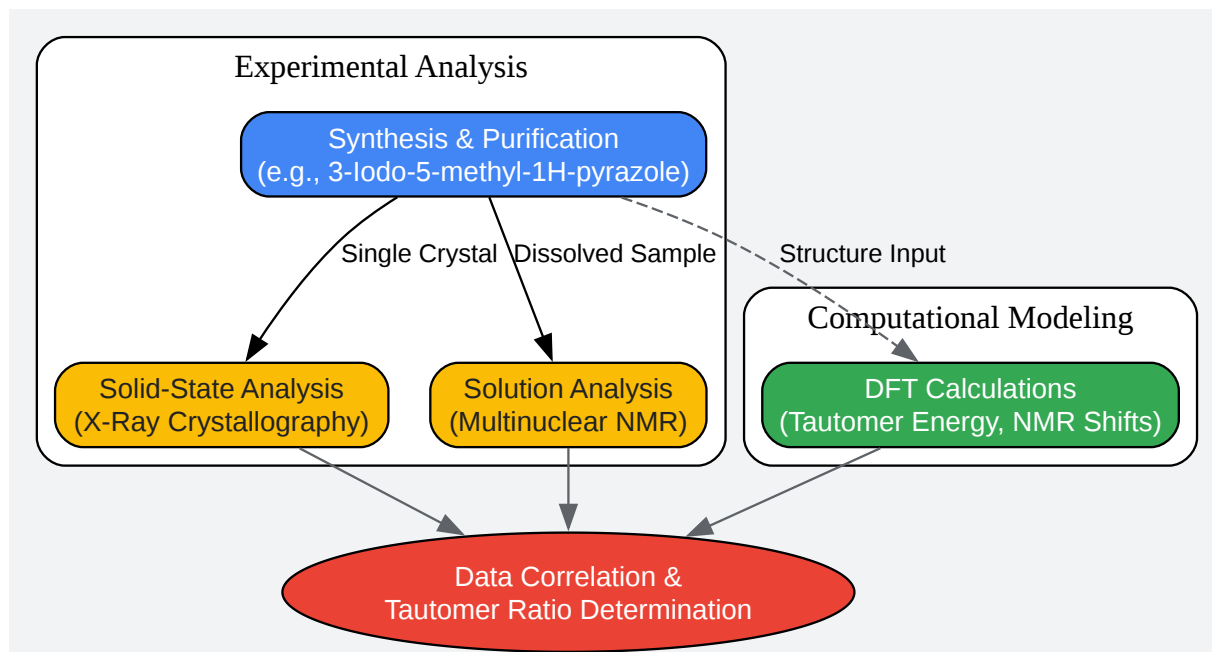 Experimental Analysis
Synthesis & Purification
(e.g., 3-Iodo-5-methyl-1H-pyrazole)
Single Crystal
Dissolved Sample
Structure Input
Computational Modeling
Solid-State Analysis
(X-Ray Crystallography)
Solution Analysis
(Multinuclear NMR)
DFT Calculations
(Tautomer Energy, NMR Shifts)
Data Correlation &
Tautomer Ratio Determination